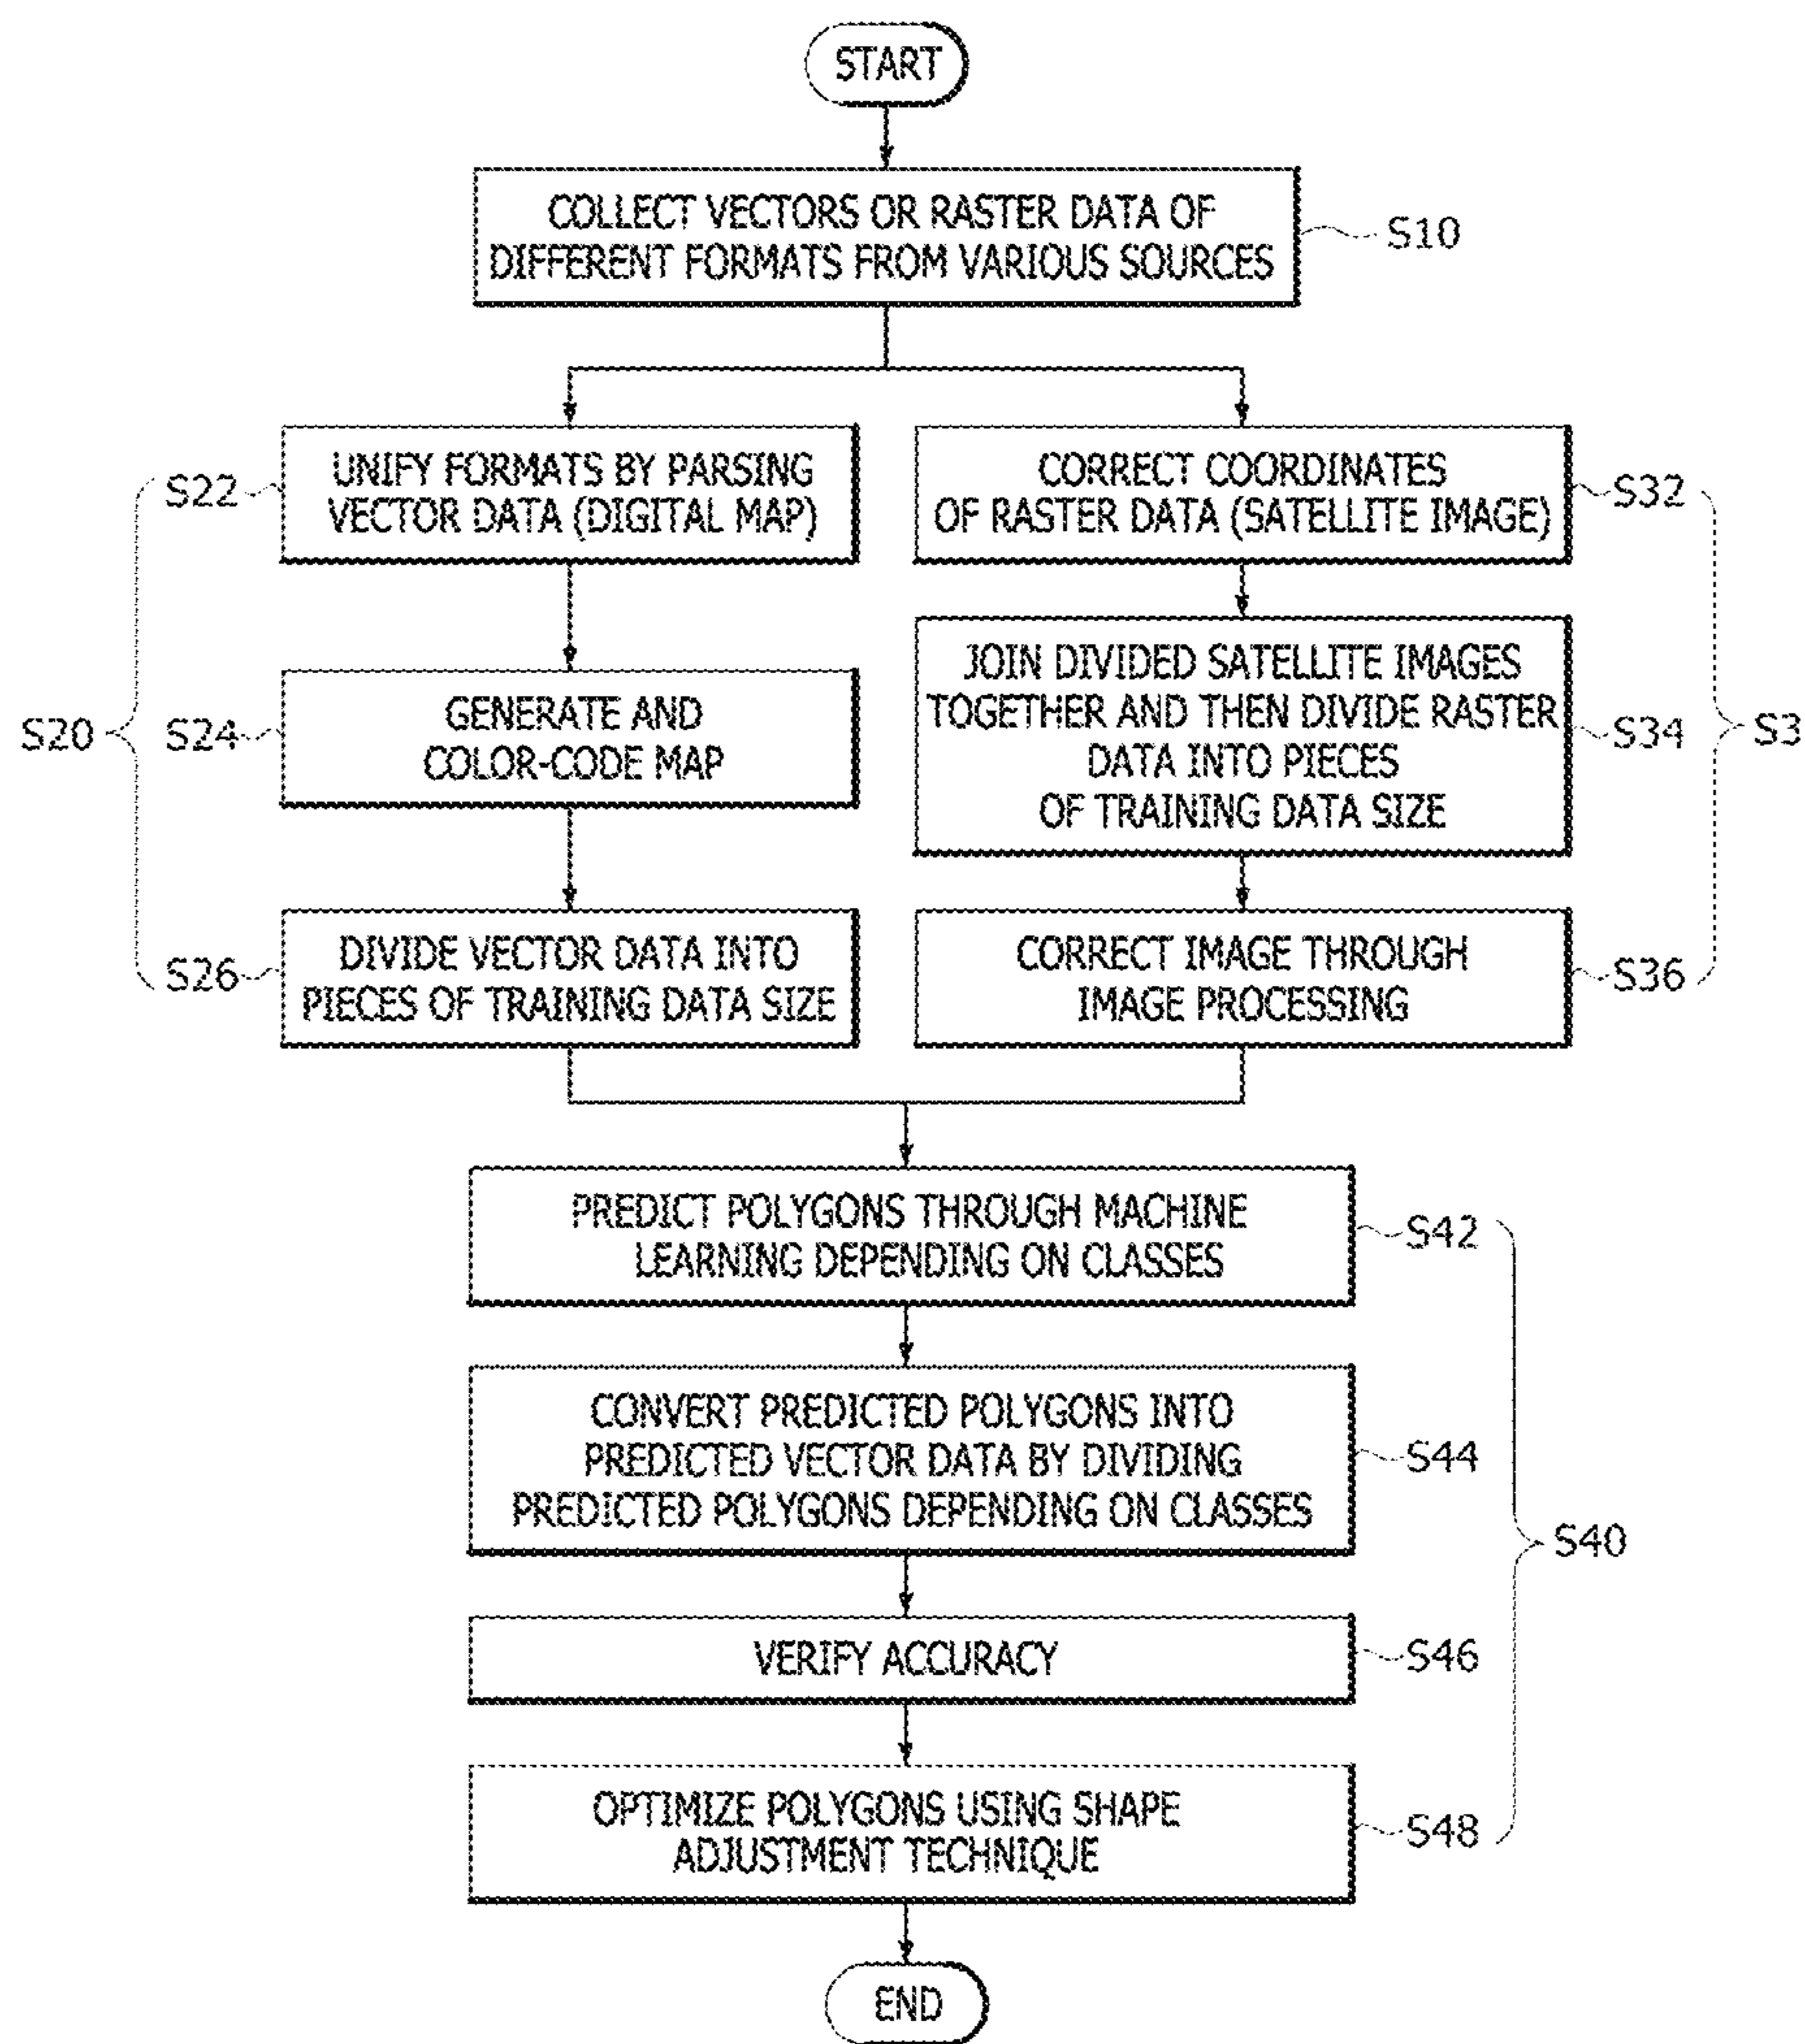 START
COLLECT VECTORS OR RASTER DATA OF
DIFFERENT FORMATS FROM VARIOUS SOURCES
S10
UNIFY FORMATS BY PARSING
VECTOR DATA (DIGITAL MAP)
S22
CORRECT COORDINATES
OF RASTER DATA (SATELLITE IMAGE)
S32
GENERATE AND
COLOR-CODE MAP
S24
S20
JOIN DIVIDED SATELLITE IMAGES
TOGETHER AND THEN DIVIDE RASTER
DATA INTO PIECES
OF TRAINING DATA SIZE
S34
S3
DIVIDE VECTOR DATA INTO
PIECES OF TRAINING DATA SIZE
S26
CORRECT IMAGE THROUGH
IMAGE PROCESSING
S36
PREDICT POLYGONS THROUGH MACHINE
LEARNING DEPENDING ON CLASSES
S42
CONVERT PREDICTED POLYGONS INTO
PREDICTED VECTOR DATA BY DIVIDING
PREDICTED POLYGONS DEPENDING ON CLASSES
S44
S40
VERIFY ACCURACY
S46
OPTIMIZE POLYGONS USING SHAPE
ADJUSTMENT TECHNIQUE
S48
END